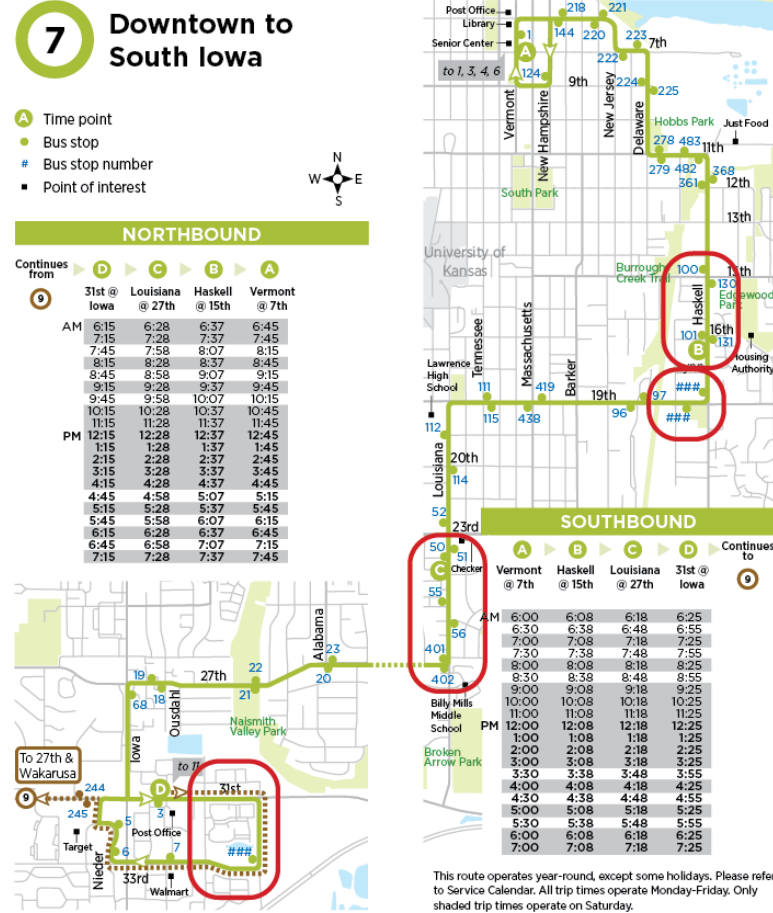 7
Downtown to
South Iowa
A Time point
Bus stop
# Bus stop number
Point of interest
N
W E
S
NORTHBOUND
Continues from 9 D C B A
31st @ Iowa Louisiana @ 27th Haskell @ 15th Vermont @ 7th
AM 6:15 6:28 6:37 6:45
7:15 7:28 7:37 7:45
7:45 7:58 8:07 8:15
8:15 8:28 8:37 8:45
8:45 8:58 9:07 9:15
9:15 9:28 9:37 9:45
9:45 9:58 10:07 10:15
10:15 10:28 10:37 10:45
11:15 11:28 11:37 11:45
PM 12:15 12:28 12:37 12:45
1:15 1:28 1:37 1:45
2:15 2:28 2:37 2:45
3:15 3:28 3:37 3:45
4:15 4:28 4:37 4:45
4:45 4:58 5:07 5:15
5:15 5:28 5:37 5:45
5:45 5:58 6:07 6:15
6:15 6:28 6:37 6:45
6:45 6:58 7:07 7:15
7:15 7:28 7:37 7:45
Post Office
Library
Senior Center
to 1, 3, 4, 6
1
A
124
218
144
221
220
223
222
7th
9th
224
225
Vermont
New Hampshire
New Jersey
Delaware
Hobbs Park
Just Food
278 483
11th
279 482
368
361
12th
South Park
13th
University of
Kansas
Burroughs
Creek Trail
100
15th
130
Edgewood
Park
Haskell
101
16th
B
131
Housing
Authority
Lawrence
High
School
Tennessee
Massachusetts
Barker
111
419
19th
97
###
115
438
96
###
112
Louisiana
20th
114
52
23rd
50
51
C
Checkers
55
56
401
402
Billy Mills
Middle
School
Broken
Arrow Park
SOUTHBOUND
A B C D Continues to 9
Vermont @ 7th Haskell @ 15th Louisiana @ 27th 31st @ Iowa
AM 6:00 6:08 6:18 6:25
6:30 6:38 6:48 6:55
7:00 7:08 7:18 7:25
7:30 7:38 7:48 7:55
8:00 8:08 8:18 8:25
8:30 8:38 8:48 8:55
9:00 9:08 9:18 9:25
10:00 10:08 10:18 10:25
11:00 11:08 11:18 11:25
PM 12:00 12:08 12:18 12:25
1:00 1:08 1:18 1:25
2:00 2:08 2:18 2:25
3:00 3:08 3:18 3:25
3:30 3:38 3:48 3:55
4:00 4:08 4:18 4:25
4:30 4:38 4:48 4:55
5:00 5:08 5:18 5:25
5:30 5:38 5:48 5:55
6:00 6:08 6:18 6:25
7:00 7:08 7:18 7:25
Alabama
23
20
27th
22
21
19
18
68
Ousdahl
Iowa
Naismith
Valley Park
To 27th &
Wakarusa
9
244
245
D
to 11
31st
3
Post Office
5
Target
6
7
###
Nieder
33rd
Walmart
This route operates year-round, except some holidays. Please refer
to Service Calendar. All trip times operate Monday-Friday. Only
shaded trip times operate on Saturday.